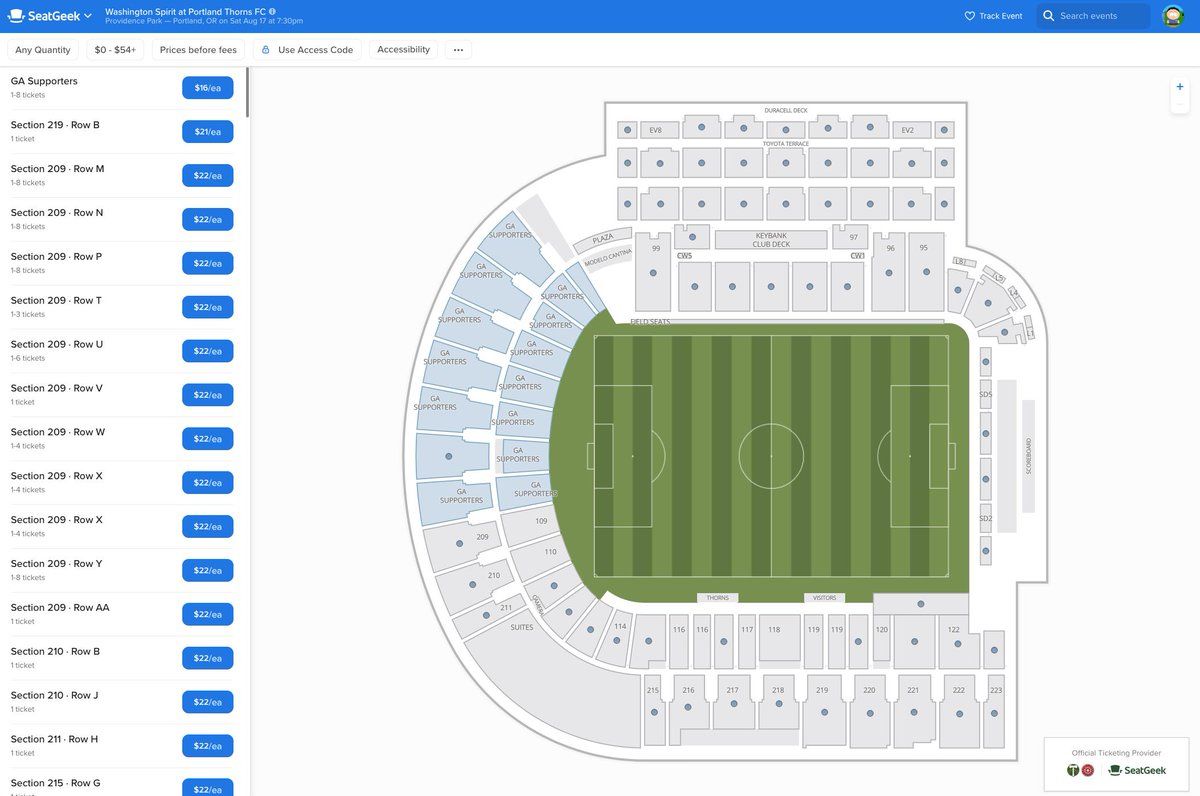 SeatGeek
Washington Spirit at Portland Thorns FC
Providence Park — Portland, OR on Sat Aug 17 at 7:30pm
Track Event
Search events
Any Quantity
$0 - $54+
Prices before fees
Use Access Code
Accessibility
...
GA Supporters
$16/ea
1-8 tickets
Section 219 · Row B
$21/ea
1 ticket
Section 209 · Row M
$22/ea
1-8 tickets
Section 209 · Row N
$22/ea
1-8 tickets
Section 209 · Row P
$22/ea
1-8 tickets
Section 209 · Row T
$22/ea
1-3 tickets
Section 209 · Row U
$22/ea
1-6 tickets
Section 209 · Row V
$22/ea
1 ticket
Section 209 · Row W
$22/ea
1-4 tickets
Section 209 · Row X
$22/ea
1-4 tickets
Section 209 · Row X
$22/ea
1-4 tickets
Section 209 · Row Y
$22/ea
1-8 tickets
Section 209 · Row AA
$22/ea
1 ticket
Section 210 · Row B
$22/ea
1 ticket
Section 210 · Row J
$22/ea
1 ticket
Section 211 · Row H
$22/ea
1 ticket
Section 215 · Row G
$22/ea
+
DURACELL DECK
EV8
EV2
TOYOTA TERRACE
PLAZA
MODELO CANTINA
99
CW5
KEYBANK
CLUB DECK
97
CW1
96
95
FIELD SEATS
GA
SUPPORTERS
GA
SUPPORTERS
GA
SUPPORTERS
GA
SUPPORTERS
GA
SUPPORTERS
GA
SUPPORTERS
GA
SUPPORTERS
GA
SUPPORTERS
GA
SUPPORTERS
GA
SUPPORTERS
GA
SUPPORTERS
GA
SUPPORTERS
GA
SUPPORTERS
SD5
SCOREBOARD
SD2
109
209
110
210
211
SUITES
THORNS
VISITORS
114
116
116
117
118
119
119
120
122
215
216
217
218
219
220
221
222
223
Official Ticketing Provider
SeatGeek